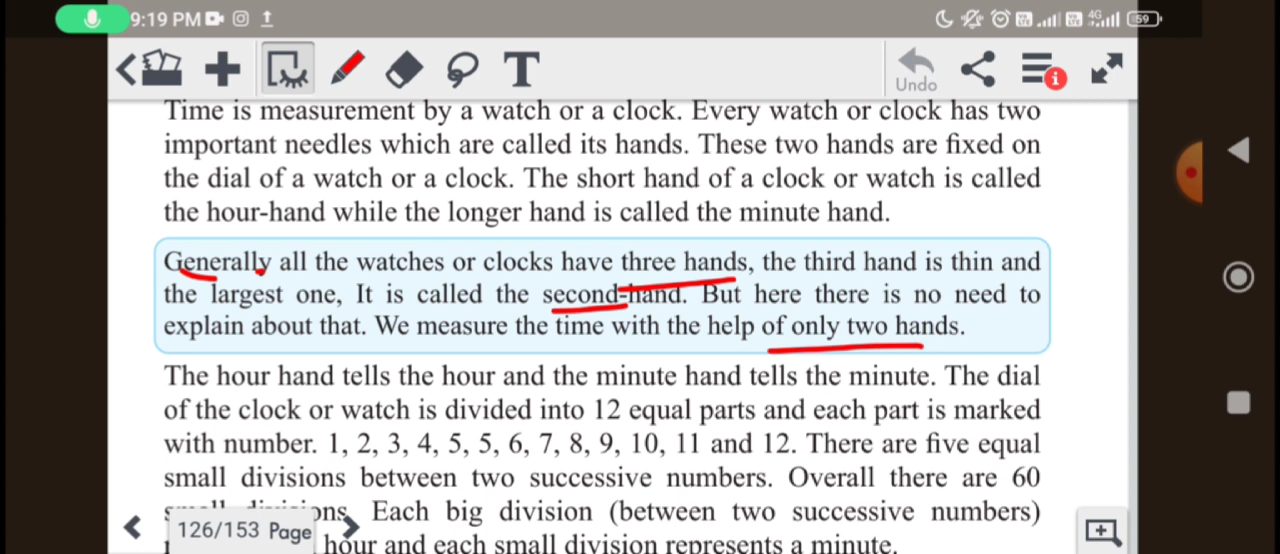 9:19 PM
4G
59
T
Undo
i
Time is measurement by a watch or a clock. Every watch or clock has two
important needles which are called its hands. These two hands are fixed on
the dial of a watch or a clock. The short hand of a clock or watch is called
the hour-hand while the longer hand is called the minute hand.
Generally all the watches or clocks have three hands, the third hand is thin and
the largest one, It is called the second-hand. But here there is no need to
explain about that. We measure the time with the help of only two hands.
The hour hand tells the hour and the minute hand tells the minute. The dial
of the clock or watch is divided into 12 equal parts and each part is marked
with number. 1, 2, 3, 4, 5, 5, 6, 7, 8, 9, 10, 11 and 12. There are five equal
small divisions between two successive numbers. Overall there are 60
small divisions. Each big division (between two successive numbers)
hour and each small division represents a minute.
126/153 Page